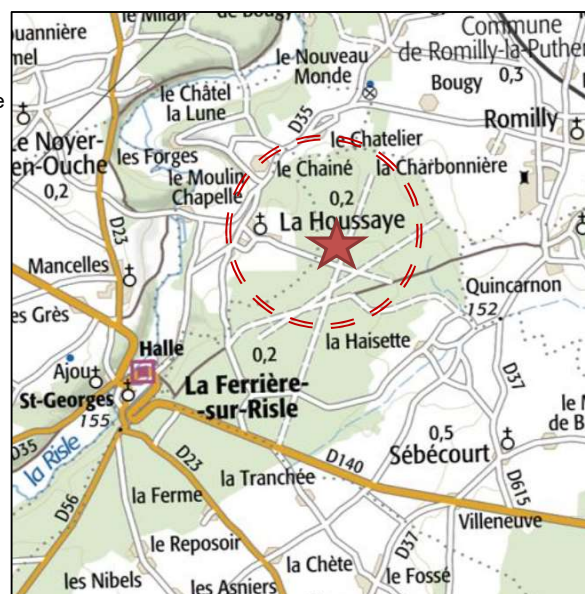 le Milan
de Bougy
ouannière
mel
Commune
de Romilly-la-Puthen
le Nouveau
Monde
0,3
Bougy
e
le Châtel
la Lune
D35
Romilly
Le Noyer-
en-Ouche
0,2
les Forges
le Chatelier
le Chainé
la Charbonnière
le Moulin
Chapelle
0,2
La Houssaye
D23
Mancelles
Quincarnon
152
es Grès
la Haisette
Halle
0,2
Ajou
La Ferrière-
-sur-Risle
St-Georges
155
D37
le M
de B
0,5
Sébécourt
D35
la Risle
D23
D140
la Tranchée
D615
D56
la Ferme
Villeneuve
le Reposoir
D37
la Chète
le Fossé
les Nibels
les Asniers